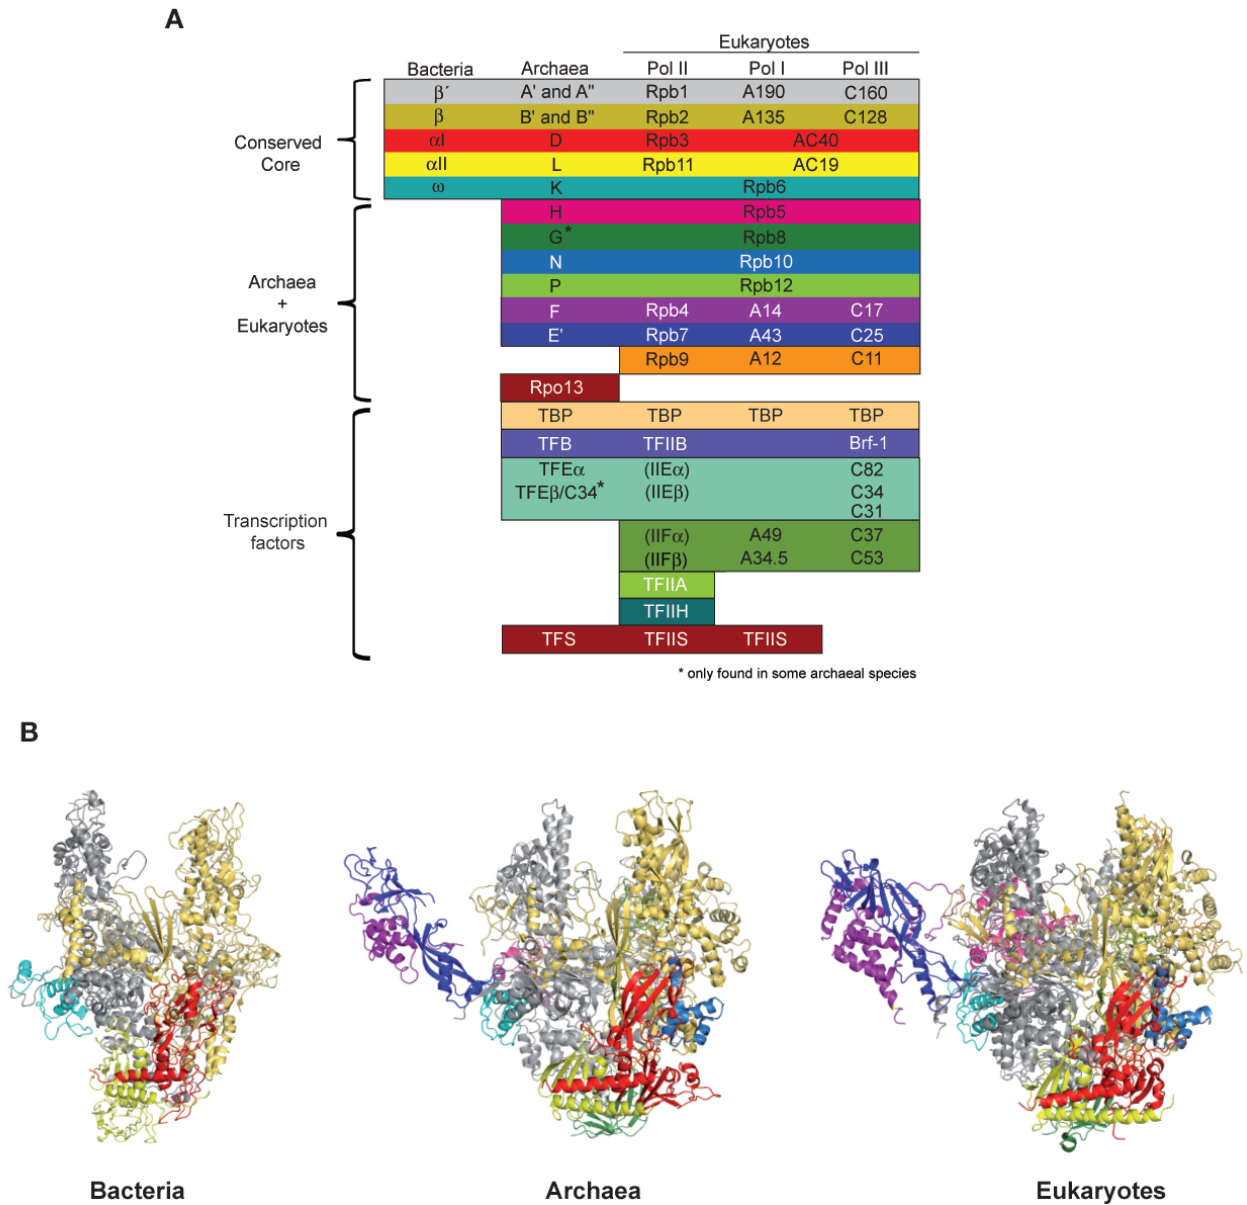 A
Eukaryotes
Bacteria Archaea Pol II Pol I Pol III
β´ A' and A" Rpb1 A190 C160
β B' and B" Rpb2 A135 C128
αI D Rpb3 AC40
αII L Rpb11 AC19
ω K Rpb6
Conserved
Core
H Rpb5
G* Rpb8
N Rpb10
P Rpb12
F Rpb4 A14 C17
E' Rpb7 A43 C25
Rpb9 A12 C11
Rpo13
Archaea
+
Eukaryotes
TBP TBP TBP TBP
TFB TFIIB Brf-1
TFEα (IIEα) C82
TFEβ/C34* (IIEβ) C34
C31
(IIFα) A49 C37
(IIFβ) A34.5 C53
TFIIA
TFIIH
TFS TFIIS TFIIS
Transcription
factors
* only found in some archaeal species
B
Bacteria Archaea Eukaryotes